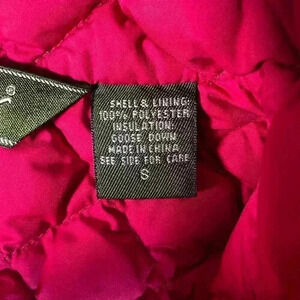 SHELL & LINING:
100% POLYESTER
INSULATION:
GOOSE DOWN
MADE IN CHINA
SEE SIDE FOR CARE
S